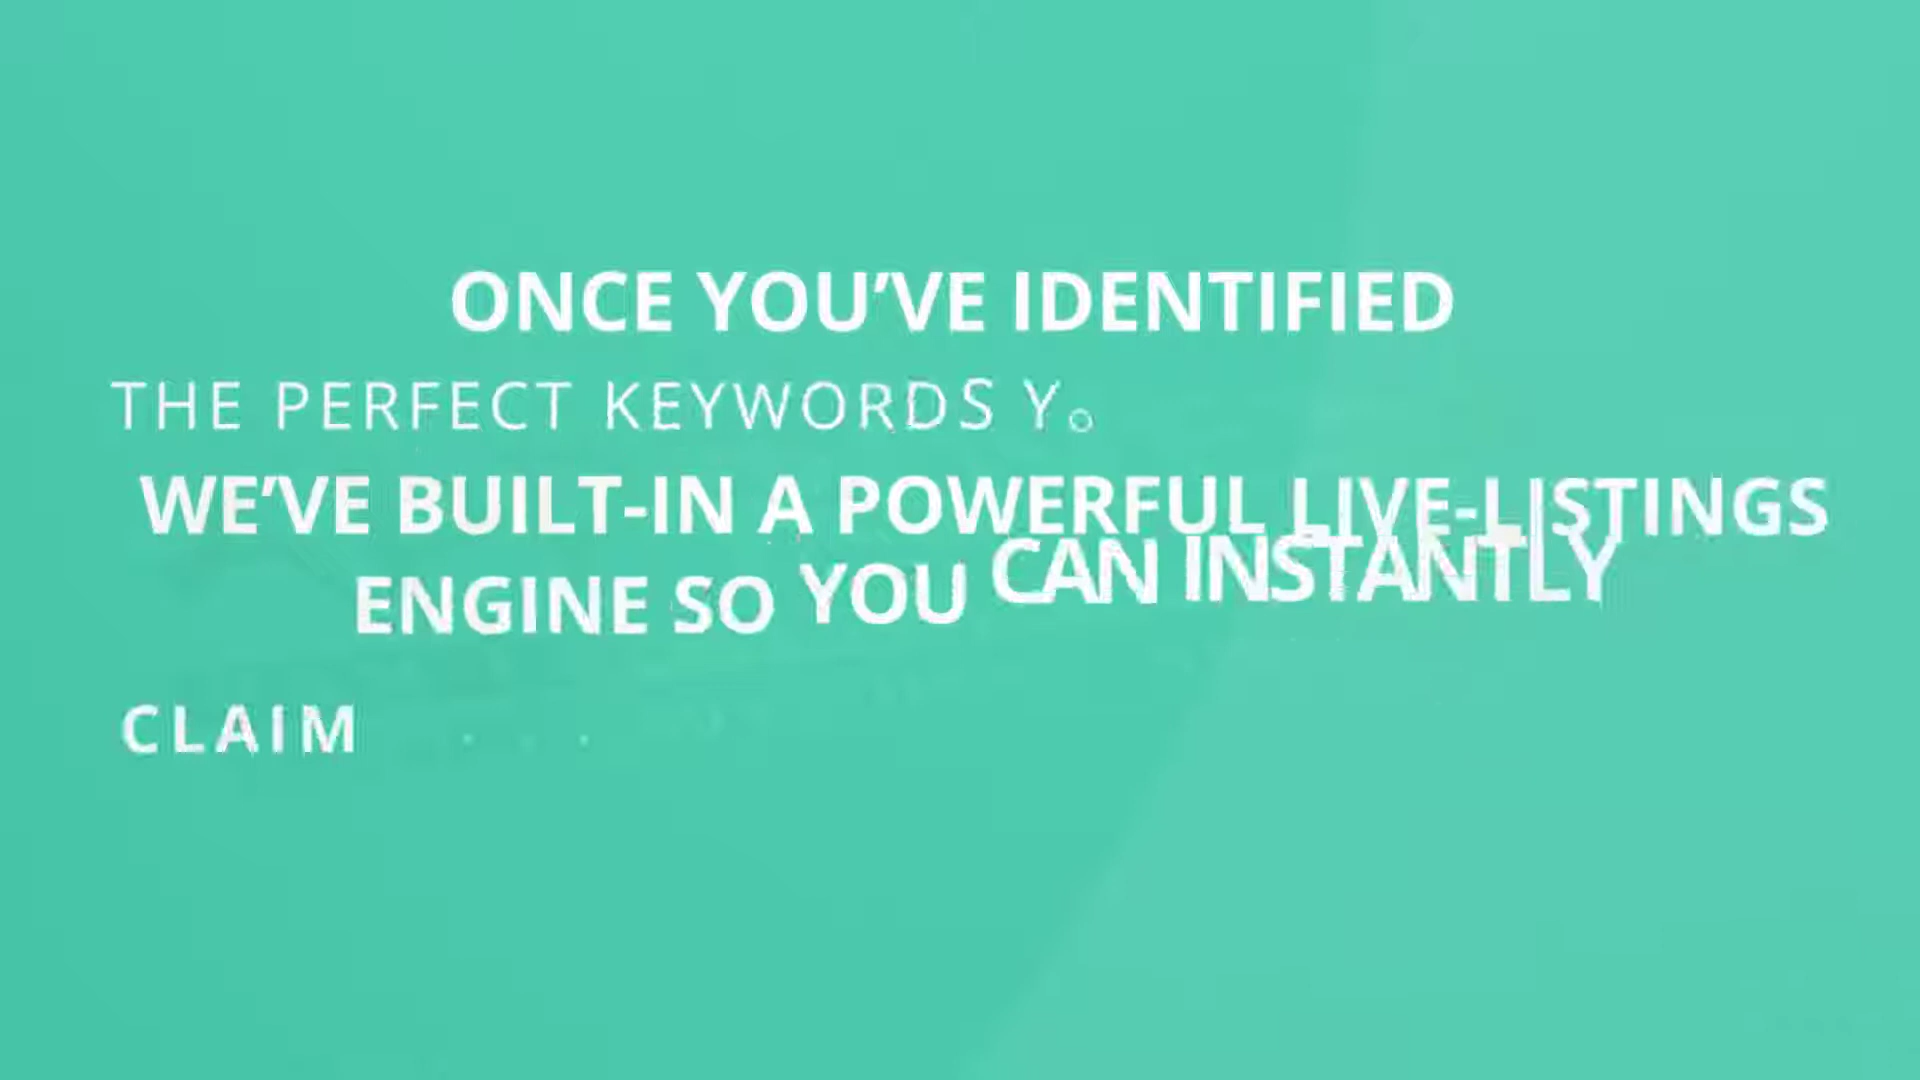 ONCE YOU’VE IDENTIFIED
THE PERFECT KEYWORDS Yo
WE’VE BUILT-IN A POWERFUL LIVE-LISTINGS
ENGINE SO YOU CAN INSTANTLY
CLAIM